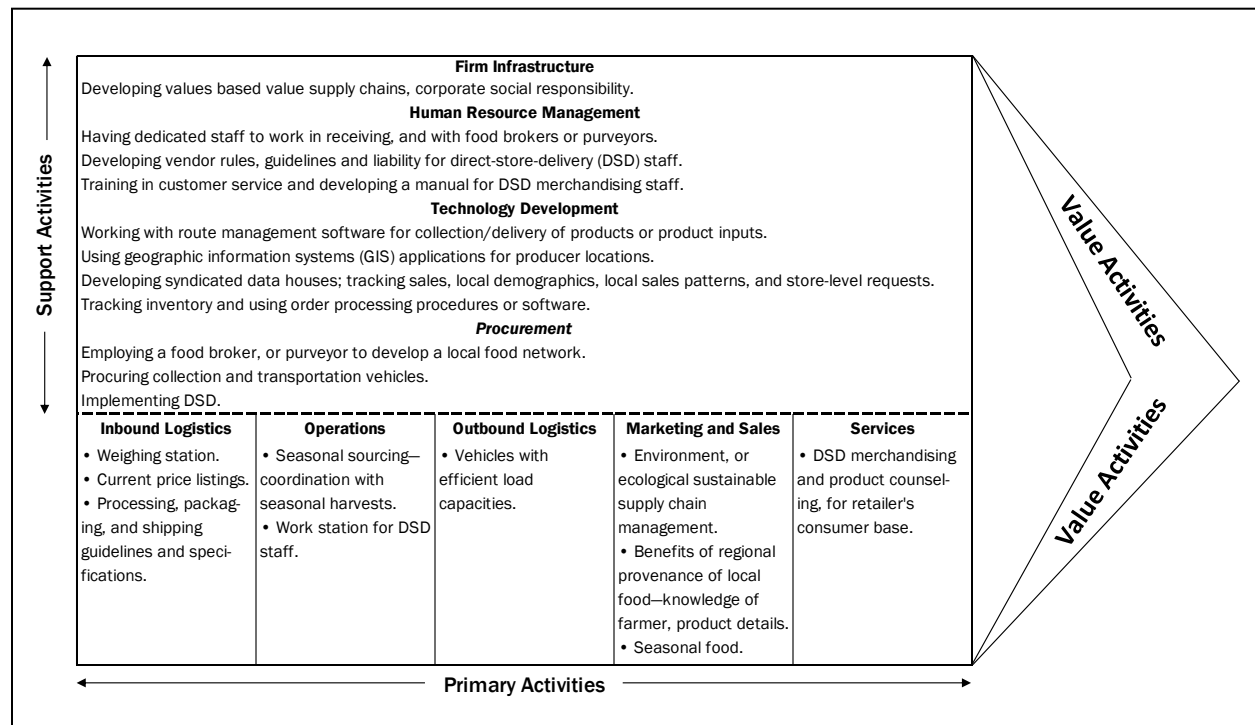 Firm Infrastructure
Developing values based value supply chains, corporate social responsibility.
Human Resource Management
Having dedicated staff to work in receiving, and with food brokers or purveyors.
Developing vendor rules, guidelines and liability for direct-store-delivery (DSD) staff.
Training in customer service and developing a manual for DSD merchandising staff.
Technology Development
Working with route management software for collection/delivery of products or product inputs.
Using geographic information systems (GIS) applications for producer locations.
Developing syndicated data houses; tracking sales, local demographics, local sales patterns, and store-level requests.
Tracking inventory and using order processing procedures or software.
Procurement
Employing a food broker, or purveyor to develop a local food network.
Procuring collection and transportation vehicles.
Implementing DSD.
Support Activities
Inbound Logistics
• Weighing station.
• Current price listings.
• Processing, packag-
ing, and shipping
guidelines and speci-
fications.
Operations
• Seasonal sourcing—
coordination with
seasonal harvests.
• Work station for DSD
staff.
Outbound Logistics
• Vehicles with
efficient load
capacities.
Marketing and Sales
• Environment, or
ecological sustainable
supply chain
management.
• Benefits of regional
provenance of local
food—knowledge of
farmer, product details.
• Seasonal food.
Services
• DSD merchandising
and product counsel-
ing, for retailer's
consumer base.
Value Activities
Value Activities
Primary Activities